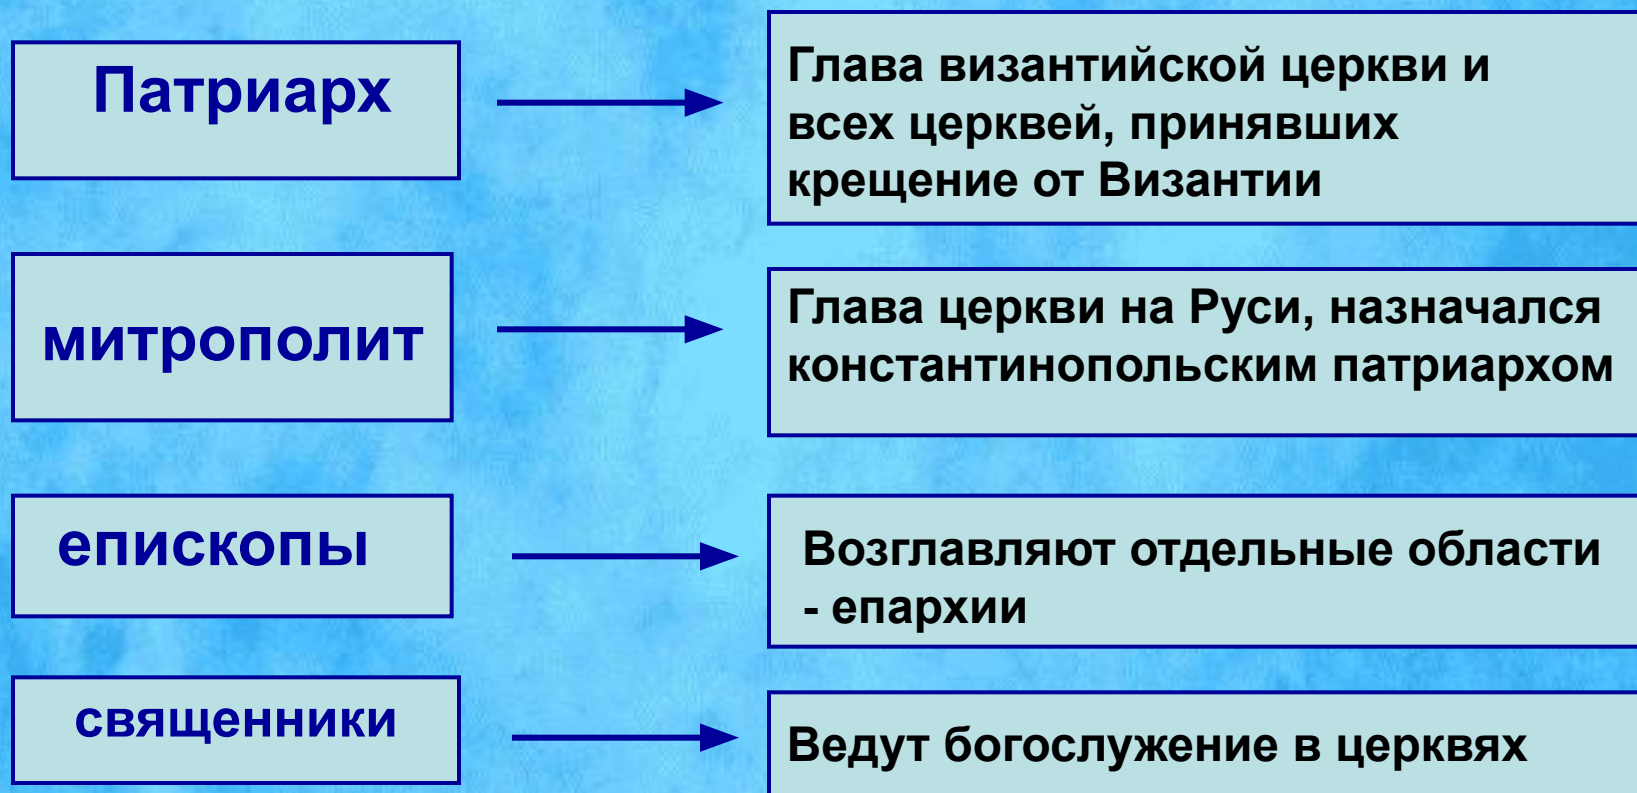 Патриарх
Глава византийской церкви и
всех церквей, принявших
крещение от Византии
митрополит
Глава церкви на Руси, назначался
константинопольским патриархом
епископы
Возглавляют отдельные области
- епархии
священники
Ведут богослужение в церквях